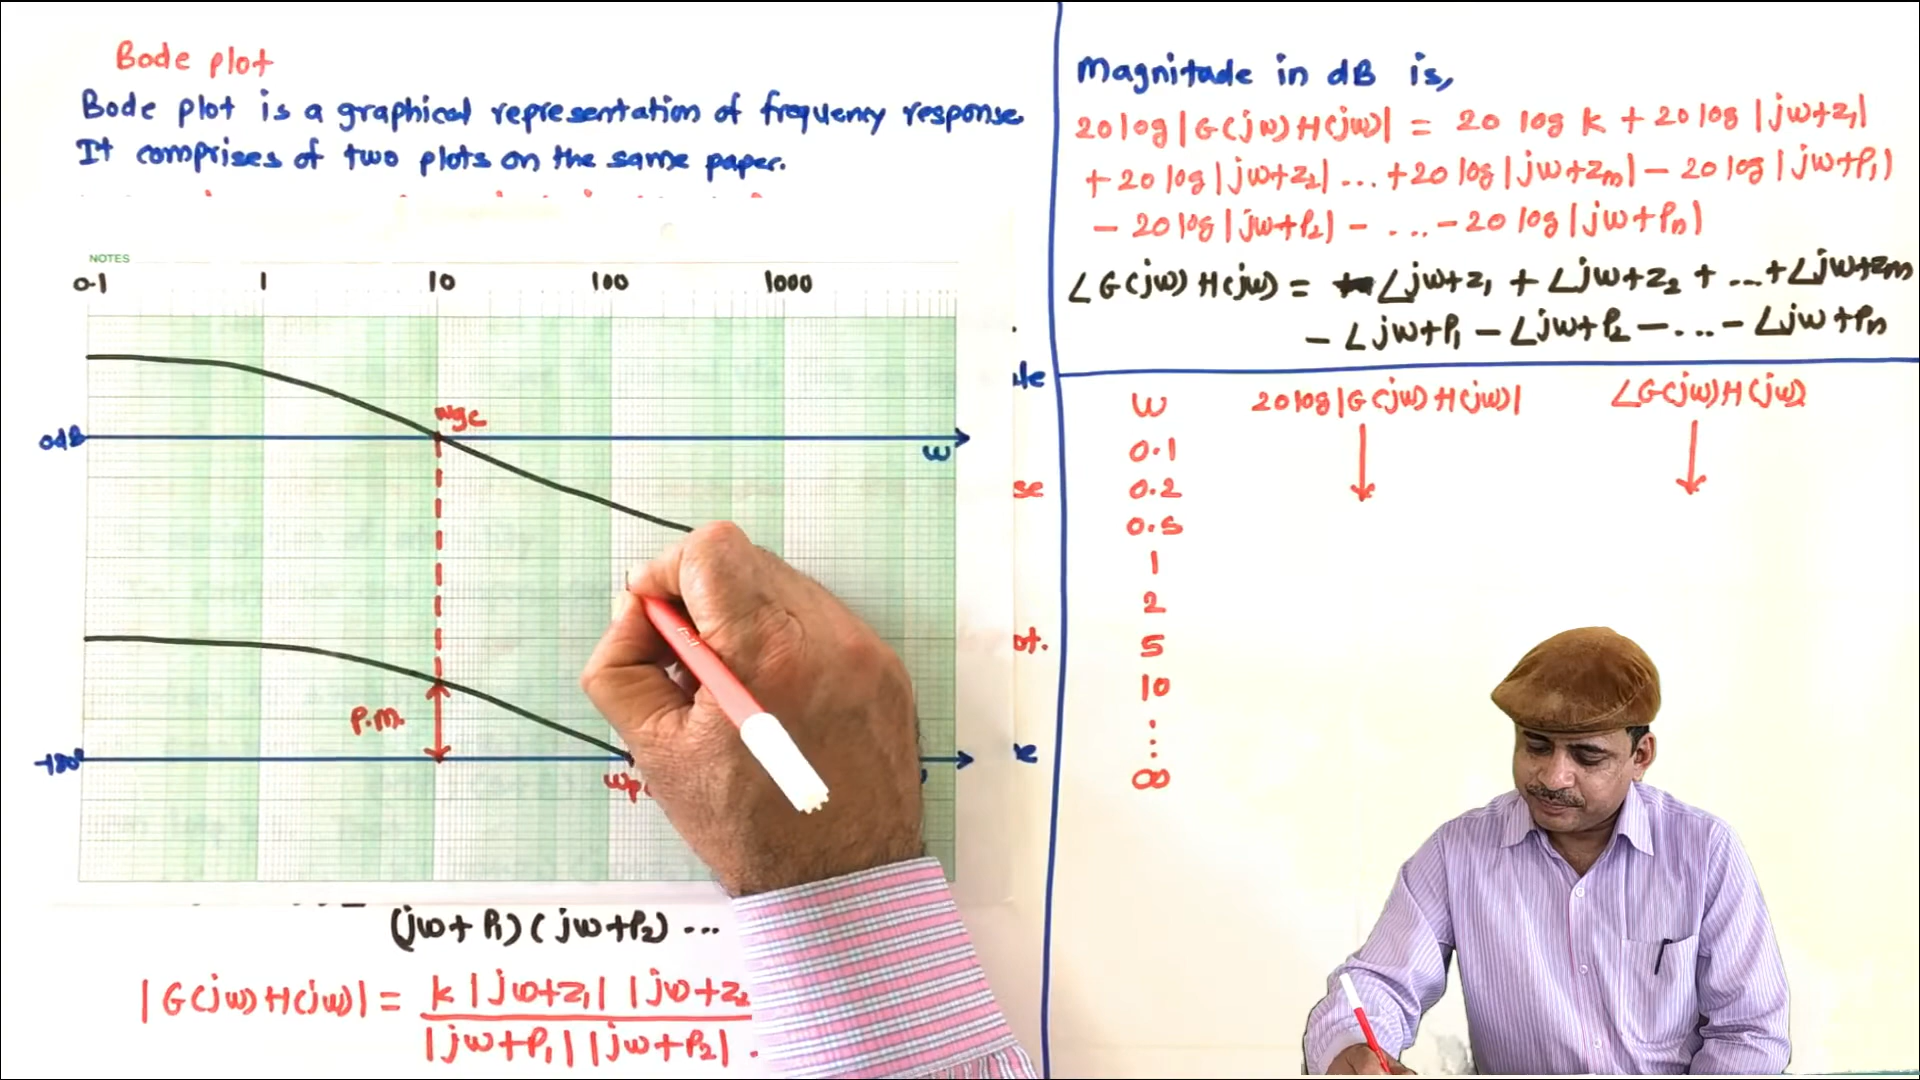 Bode plot
Bode plot is a graphical representation of frequency response
It comprises of two plots on the same paper.
NOTES
0.1 1 10 100 1000
ωgc
0dB
ω
P.M.
-180°
(jω+P1)(jω+P2) ...
|G(jω)H(jω)| = K |jω+z1| |jω+z2
|jω+P1| |jω+P2| .
te
se
ot.
Magnitude in dB is,
20log|G(jω)H(jω)| = 20 log K + 20 log |jω+z1|
+ 20 log|jω+z2| ... + 20 log|jω+zm| - 20 log|jω+P1|
- 20 log|jω+P2| - ... - 20 log|jω+Pn|
∠G(jω)H(jω) = ∠jω+z1 + ∠jω+z2 + ... + ∠jω+zm
- ∠jω+P1 - ∠jω+P2 - ... - ∠jω+Pn
ω 20log|G(jω)H(jω)| ∠G(jω)H(jω)
0.1
0.2
0.5
1
2
5
10
⋮
∞